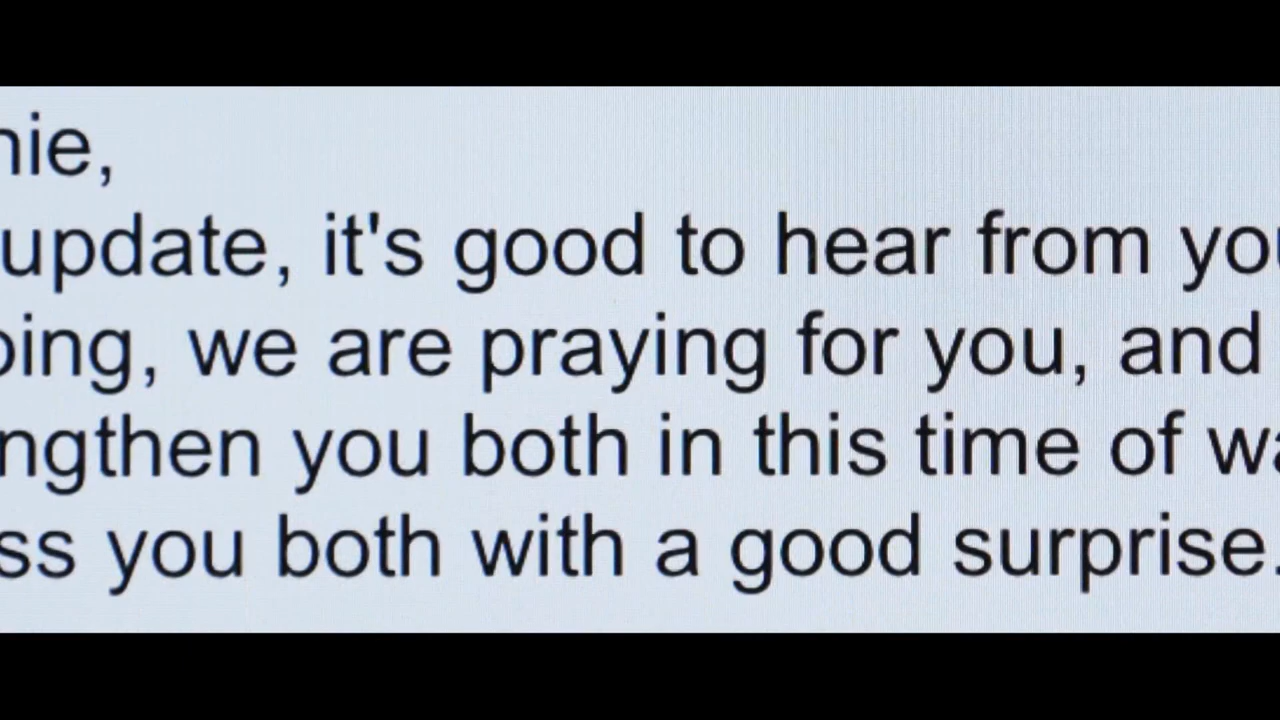 nie,
update, it's good to hear from you
oing, we are praying for you, and
ngthen you both in this time of wa
ss you both with a good surprise.